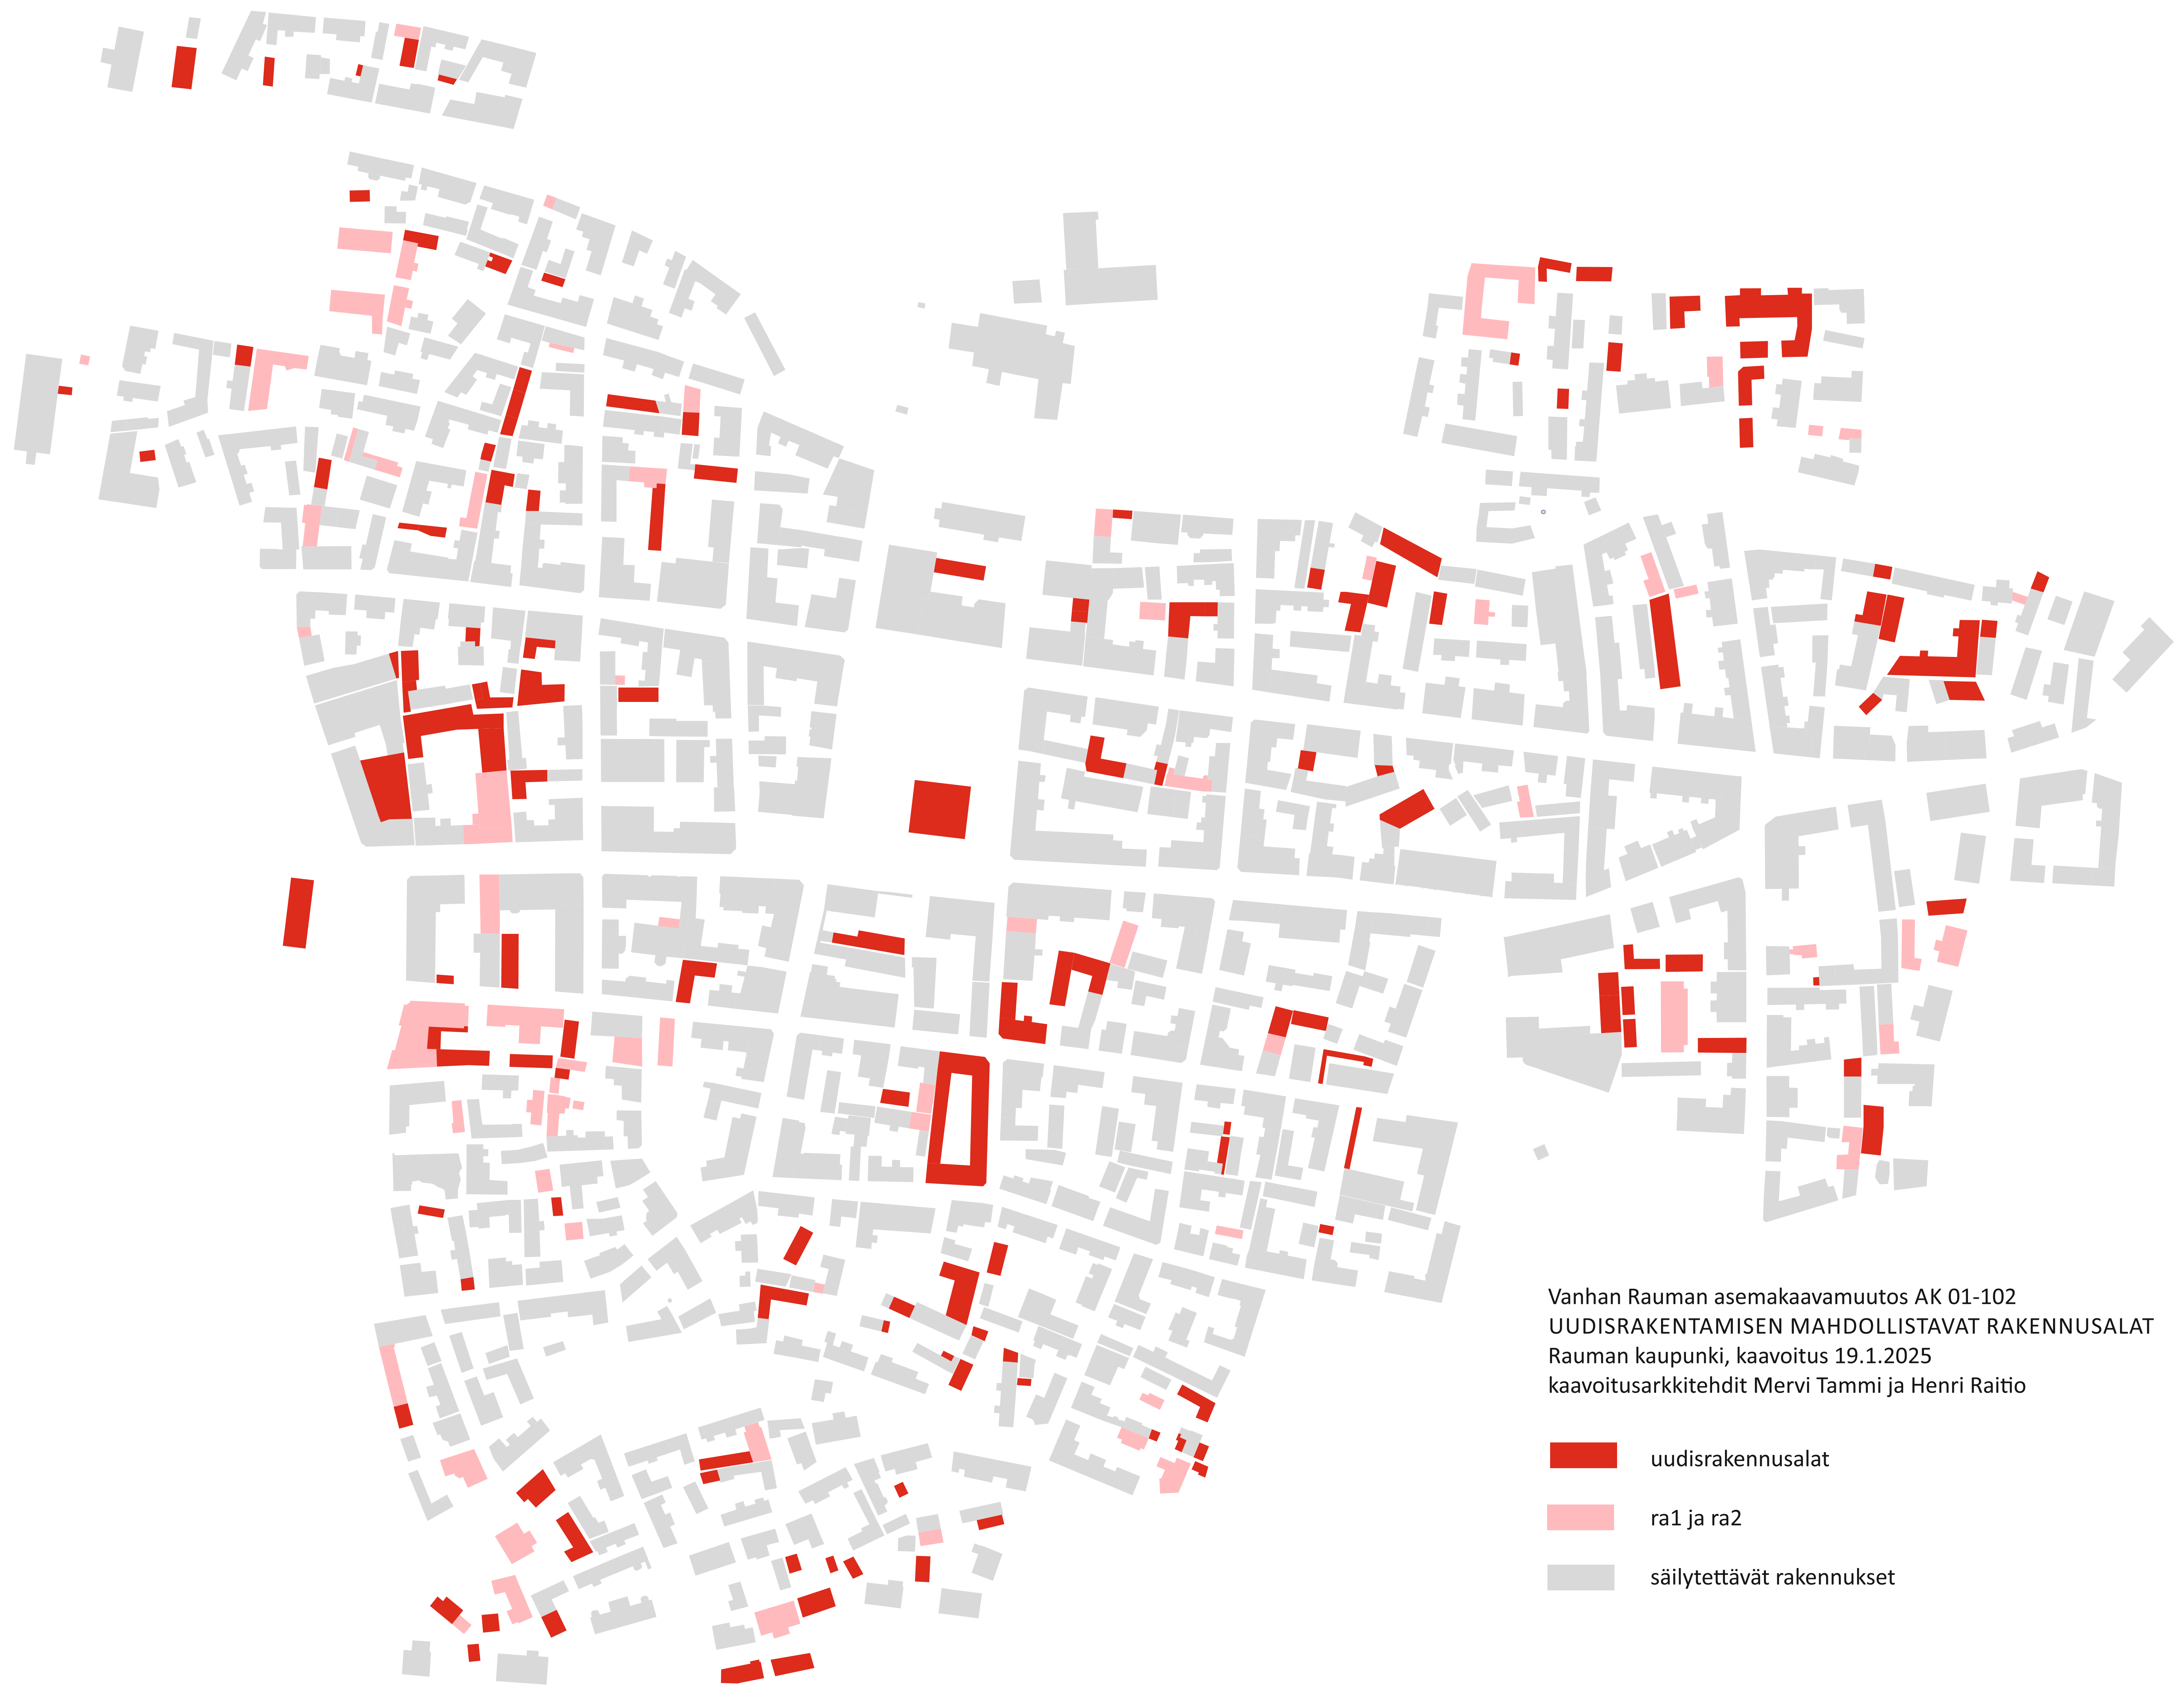 Vanhan Rauman asemakaavamuutos AK 01-102
UUDISRAKENTAMISEN MAHDOLLISTAVAT RAKENNUSALAT
Rauman kaupunki, kaavoitus 19.1.2025
kaavoitusarkkitehdit Mervi Tammi ja Henri Raitio
uudisrakennusalat
ra1 ja ra2
säilytettävät rakennukset